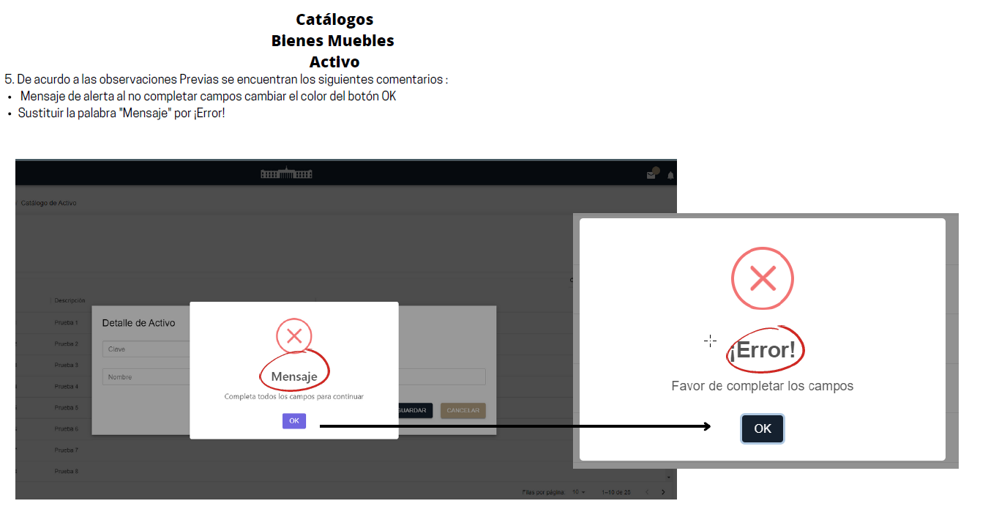 Catálogos
Bienes Muebles
Activo
5. De acurdo a las observaciones Previas se encuentran los siguientes comentarios :
• Mensaje de alerta al no completar campos cambiar el color del botón OK
• Sustituir la palabra "Mensaje" por ¡Error!
Catálogo de Activo
Descripción
Prueba 1
Prueba 2
Prueba 3
Prueba 4
Prueba 5
Prueba 6
Prueba 7
Prueba 8
Detalle de Activo
Clave
Nombre
GUARDAR
CANCELAR
Mensaje
Completa todos los campos para continuar
OK
Filas por página: 10
1–10 de 25
¡Error!
Favor de completar los campos
OK